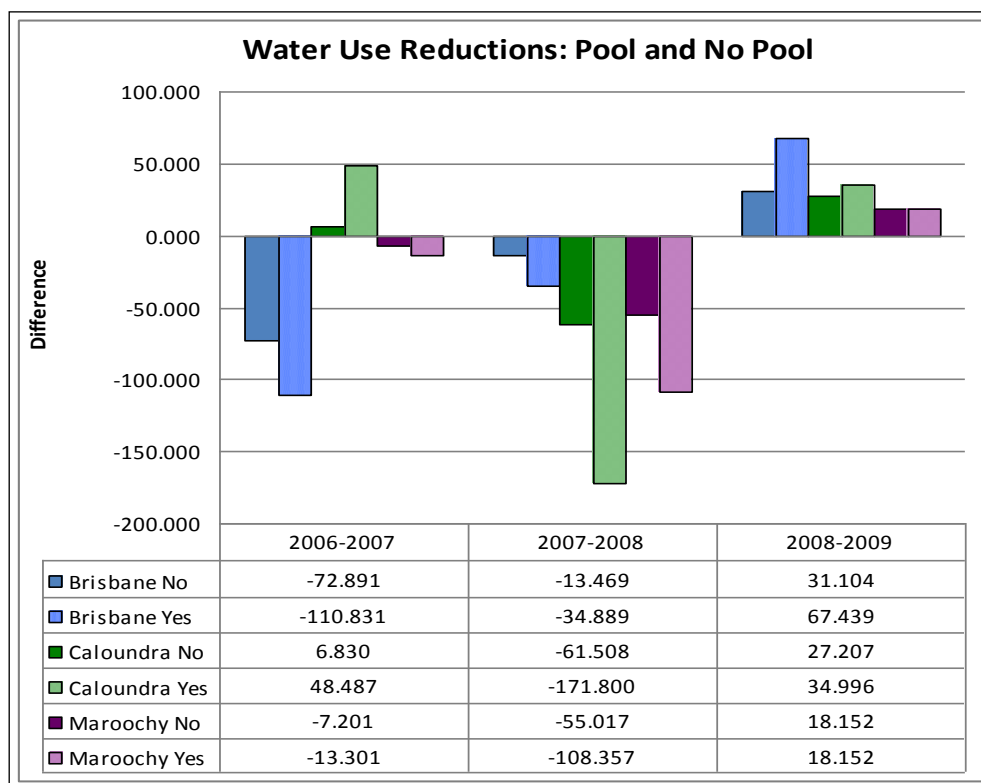 Water Use Reductions: Pool and No Pool
100.000
50.000
0.000
-50.000
-100.000
-150.000
-200.000
Difference
2006-2007 2007-2008 2008-2009
Brisbane No -72.891 -13.469 31.104
Brisbane Yes -110.831 -34.889 67.439
Caloundra No 6.830 -61.508 27.207
Caloundra Yes 48.487 -171.800 34.996
Maroochy No -7.201 -55.017 18.152
Maroochy Yes -13.301 -108.357 18.152